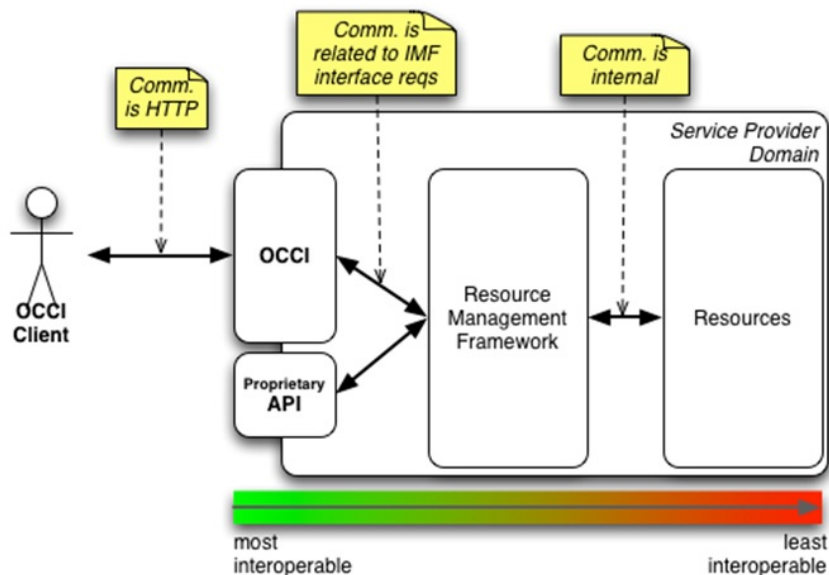 Comm. is
related to IMF
interface reqs
Comm. is
internal
Comm.
is HTTP
Service Provider
Domain
OCCI
Client
OCCI
Proprietary
API
Resource
Management
Framework
Resources
most
interoperable
least
interoperable